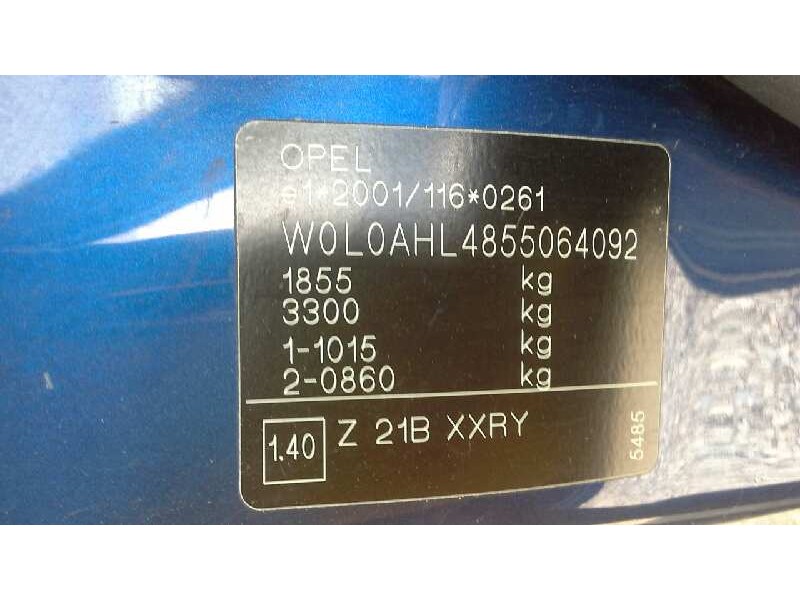 OPEL
e1*2001/116*0261
W0L0AHL4855064092
1855 kg
3300 kg
1-1015 kg
2-0860 kg
1.40 Z 21B XXRY
5485